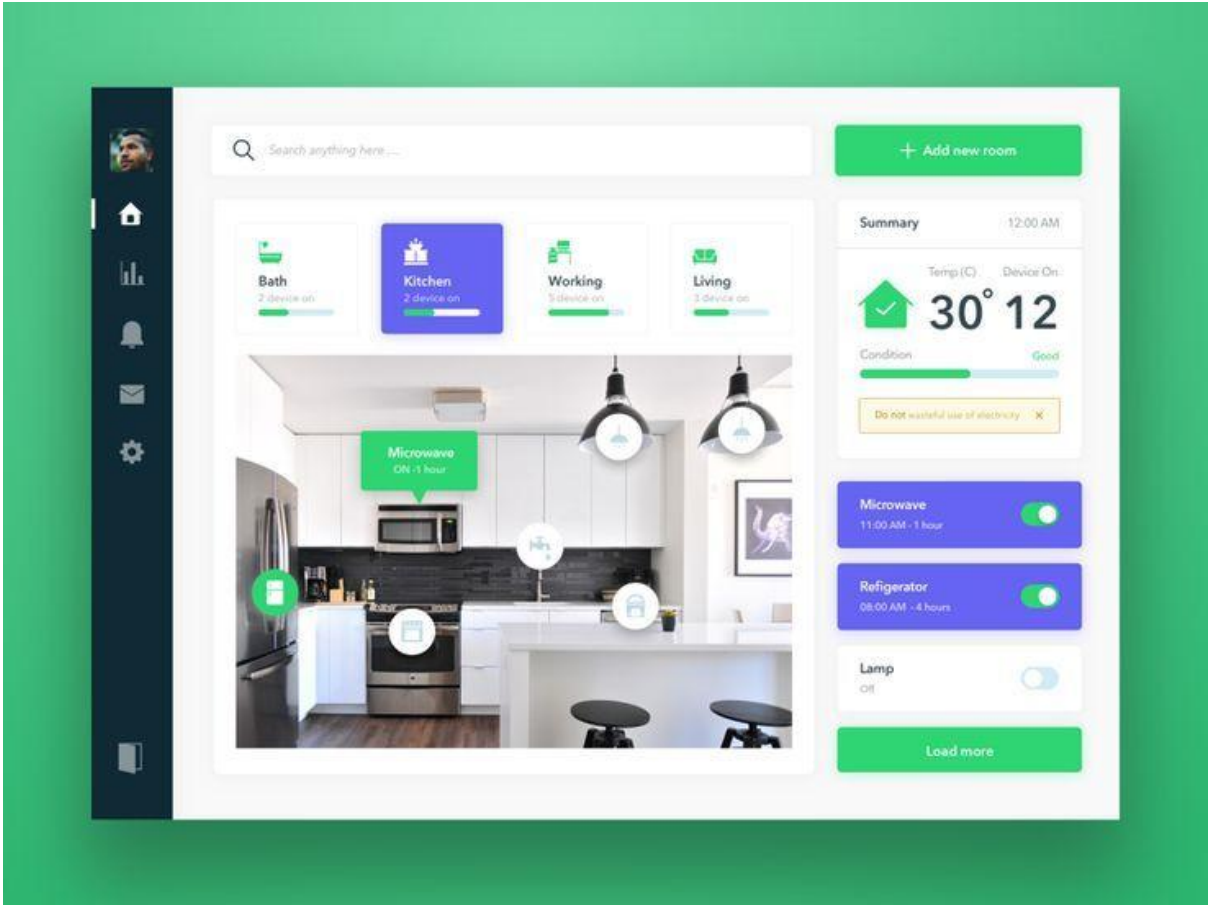 Search anything here ....
+ Add new room
Bath
2 device on
Kitchen
2 device on
Working
5 device on
Living
3 device on
Microwave
ON -1 hour
Summary
12:00 AM
Temp (C)
Device On
30°
12
Condition
Good
Do not wasteful use of electricity
Microwave
11:00 AM - 1 hour
Refigerator
08:00 AM - 4 hours
Lamp
Off
Load more